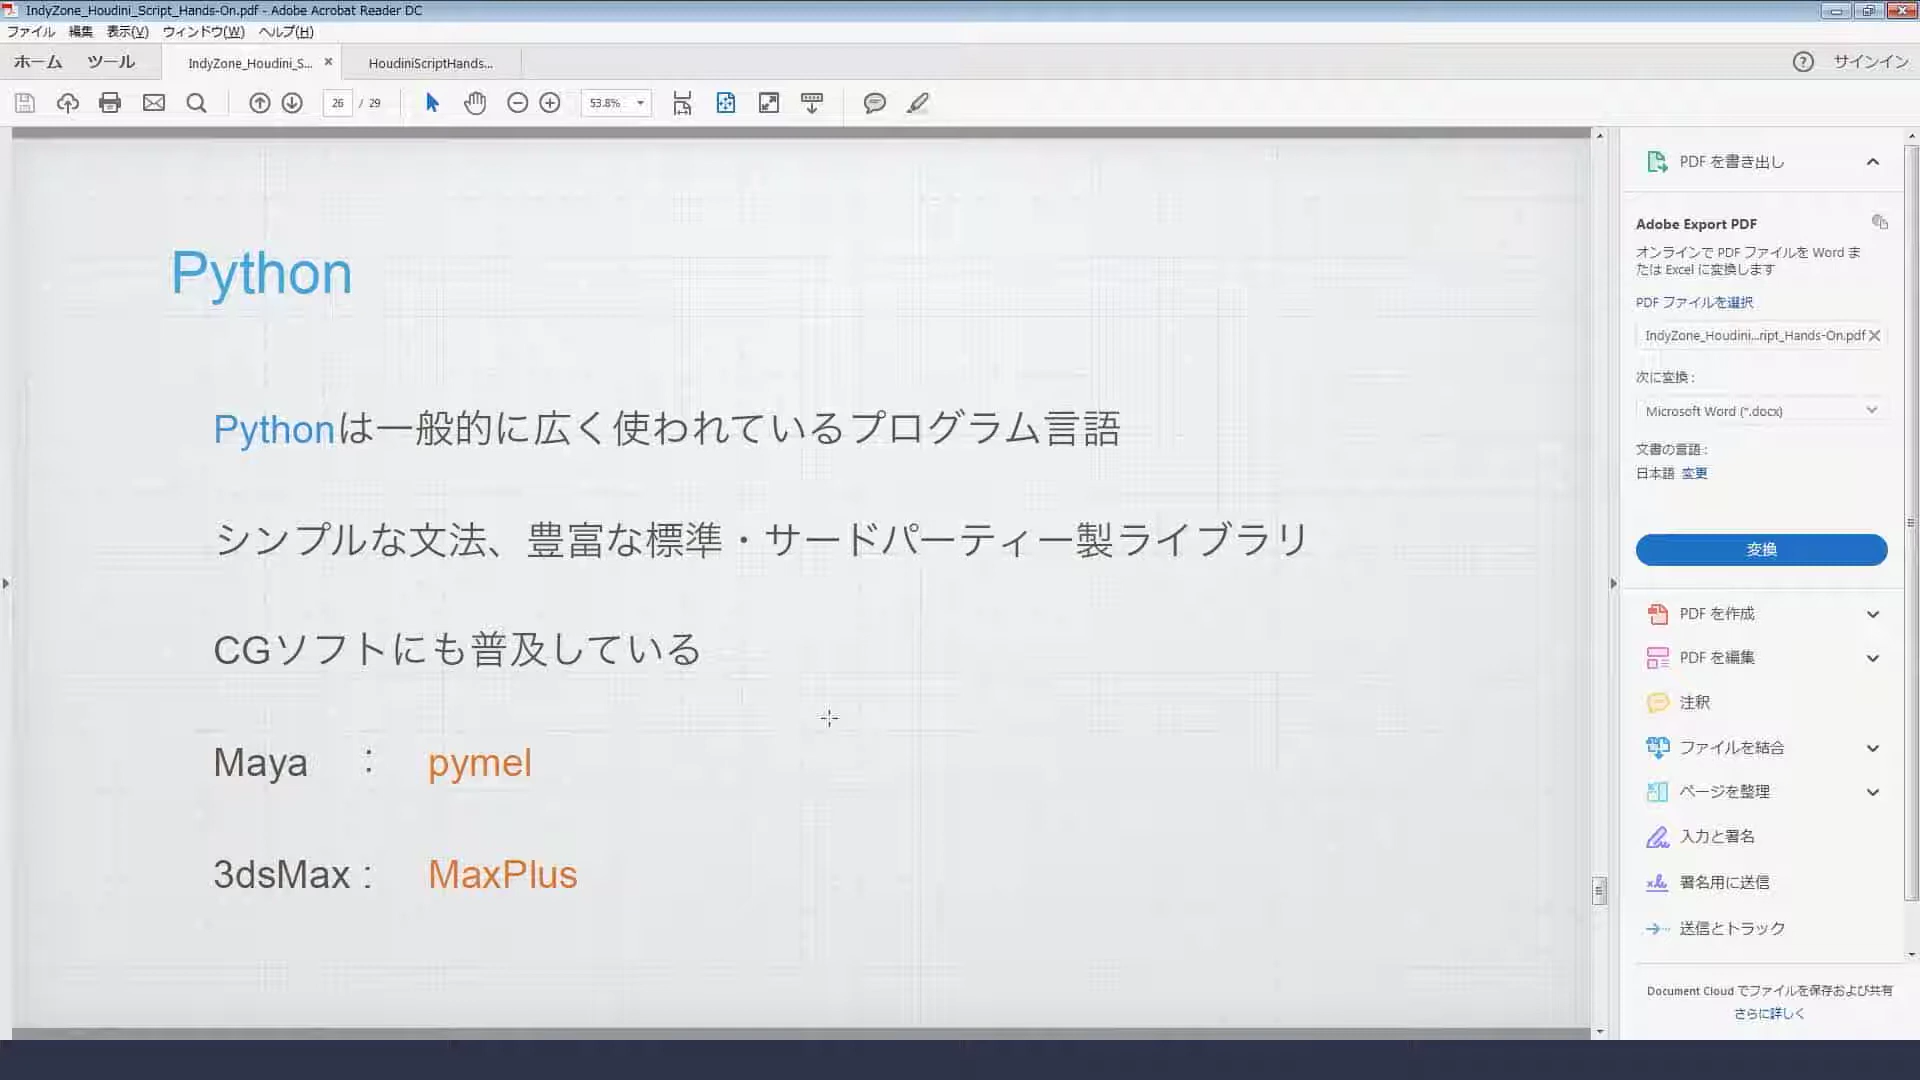 IndyZone_Houdini_Script_Hands-On.pdf - Adobe Acrobat Reader DC
ファイル 編集 表示(V) ウィンドウ(W) ヘルプ(H)
ホーム ツール IndyZone_Houdini_S... × HoudiniScriptHands... ? サインイン
26 / 29 53.8%
Python
Pythonは一般的に広く使われているプログラム言語
シンプルな文法、豊富な標準・サードパーティー製ライブラリ
CGソフトにも普及している
Maya : pymel
3dsMax : MaxPlus
PDF を書き出し
Adobe Export PDF
オンラインで PDF ファイルを Word ま
たは Excel に変換します
PDF ファイルを選択
IndyZone_Houdini...ript_Hands-On.pdf
次に変換 :
Microsoft Word (*.docx)
文書の言語 :
日本語 変更
変換
PDF を作成
PDF を編集
注釈
ファイルを結合
ページを整理
入力と署名
署名用に送信
送信とトラック
Document Cloud でファイルを保存および共有
さらに詳しく